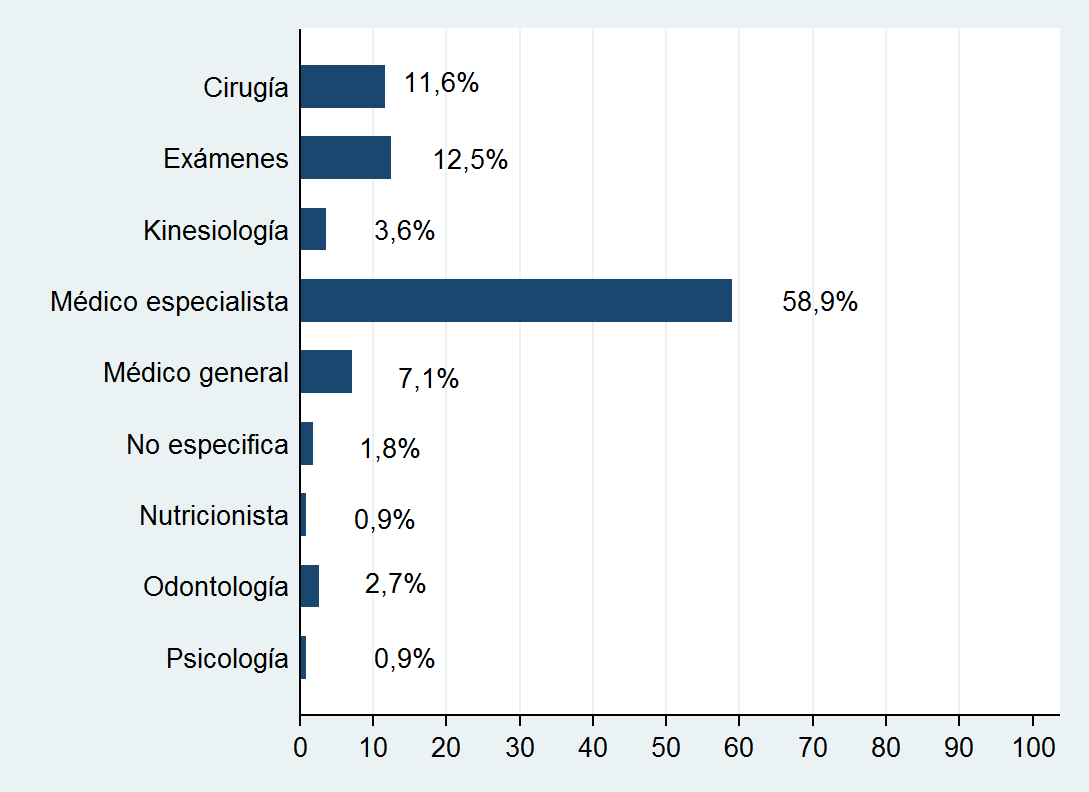 Cirugía 11,6%
Exámenes 12,5%
Kinesiología 3,6%
Médico especialista 58,9%
Médico general 7,1%
No especifica 1,8%
Nutricionista 0,9%
Odontología 2,7%
Psicología 0,9%
0 10 20 30 40 50 60 70 80 90 100